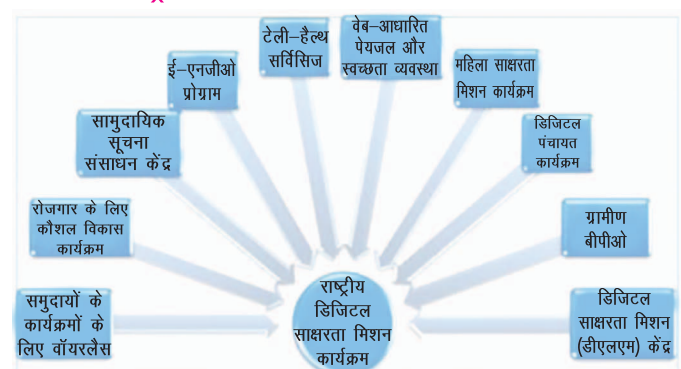 टेली–हैल्थ
सर्विसिज
वेब–आधारित
पेयजल और
स्वच्छता व्यवस्था
ई–एनजीओ
प्रोग्राम
महिला साक्षरता
मिशन कार्यक्रम
सामुदायिक
सूचना
संसाधन केंद्र
डिजिटल
पंचायत
कार्यक्रम
रोजगार के लिए
कौशल विकास
कार्यक्रम
ग्रामीण
बीपीओ
समुदायों के
कार्यक्रमों के
लिए वॉयरलैस
राष्ट्रीय
डिजिटल
साक्षरता मिशन
कार्यक्रम
डिजिटल
साक्षरता मिशन
(डीएलएम) केंद्र